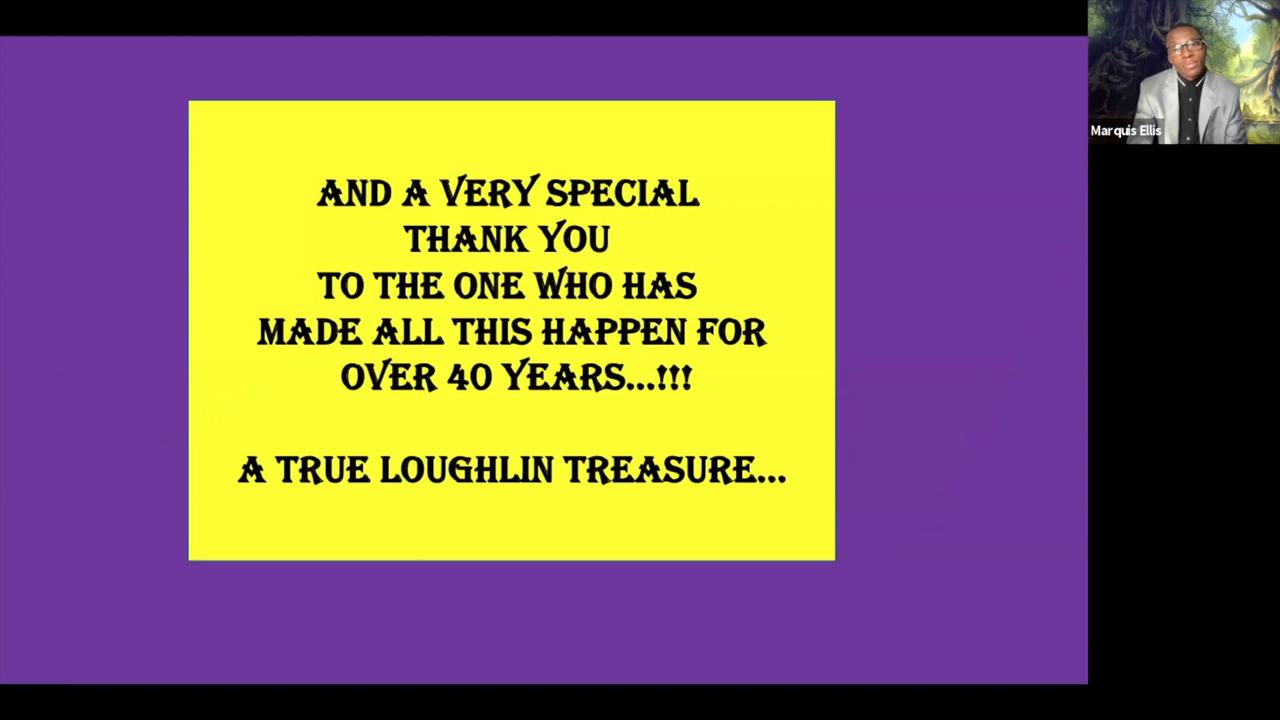 AND A VERY SPECIAL
THANK YOU
TO THE ONE WHO HAS
MADE ALL THIS HAPPEN FOR
OVER 40 YEARS...!!!
A TRUE LOUGHLIN TREASURE...
Marquis Ellis